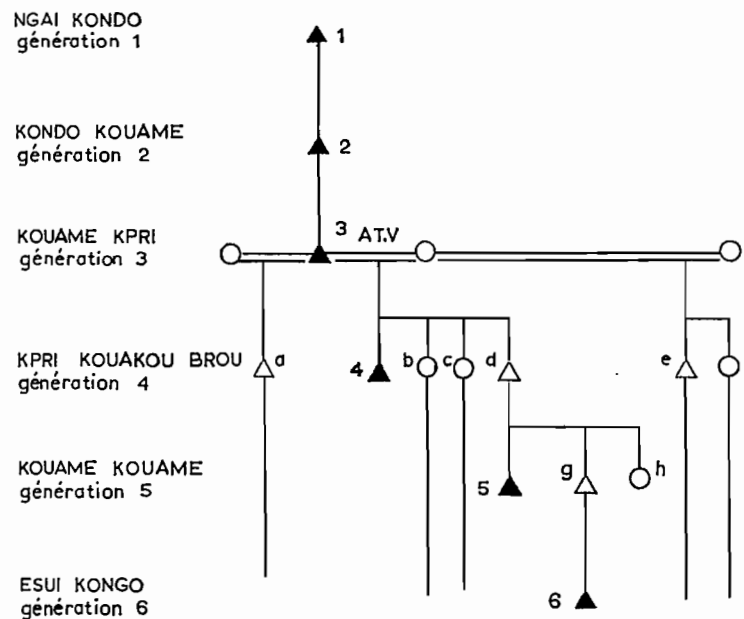 NGAI KONDO
génération 1
1
KONDO KOUAME
génération 2
2
KOUAME KPRI
génération 3
3 AT.V
KPRI KOUAKOU BROU
génération 4
a
4
b
c
d
e
KOUAME KOUAME
génération 5
5
g
h
ESUI KONGO
génération 6
6